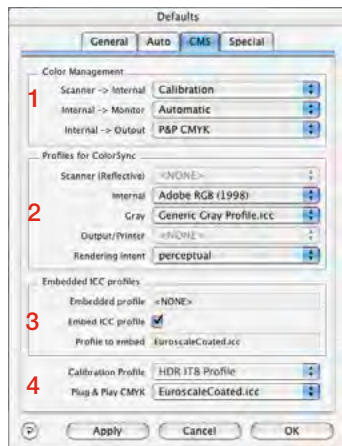 Defaults
General Auto CMS Special
Color Management
1
Scanner -> Internal Calibration
Internal -> Monitor Automatic
Internal -> Output P&P CMYK
Profiles for ColorSync
2
Scanner (Reflective) <NONE>
Internal Adobe RGB (1998)
Gray Generic Gray Profile.icc
Output/Printer <NONE>
Rendering Intent perceptual
Embedded ICC profiles
3
Embedded profile <NONE>
Embed ICC profile
Profile to embed EuroscaleCoated.icc
4
Calibration Profile HDR IT8 Profile
Plug & Play CMYK EuroscaleCoated.icc
Apply Cancel OK